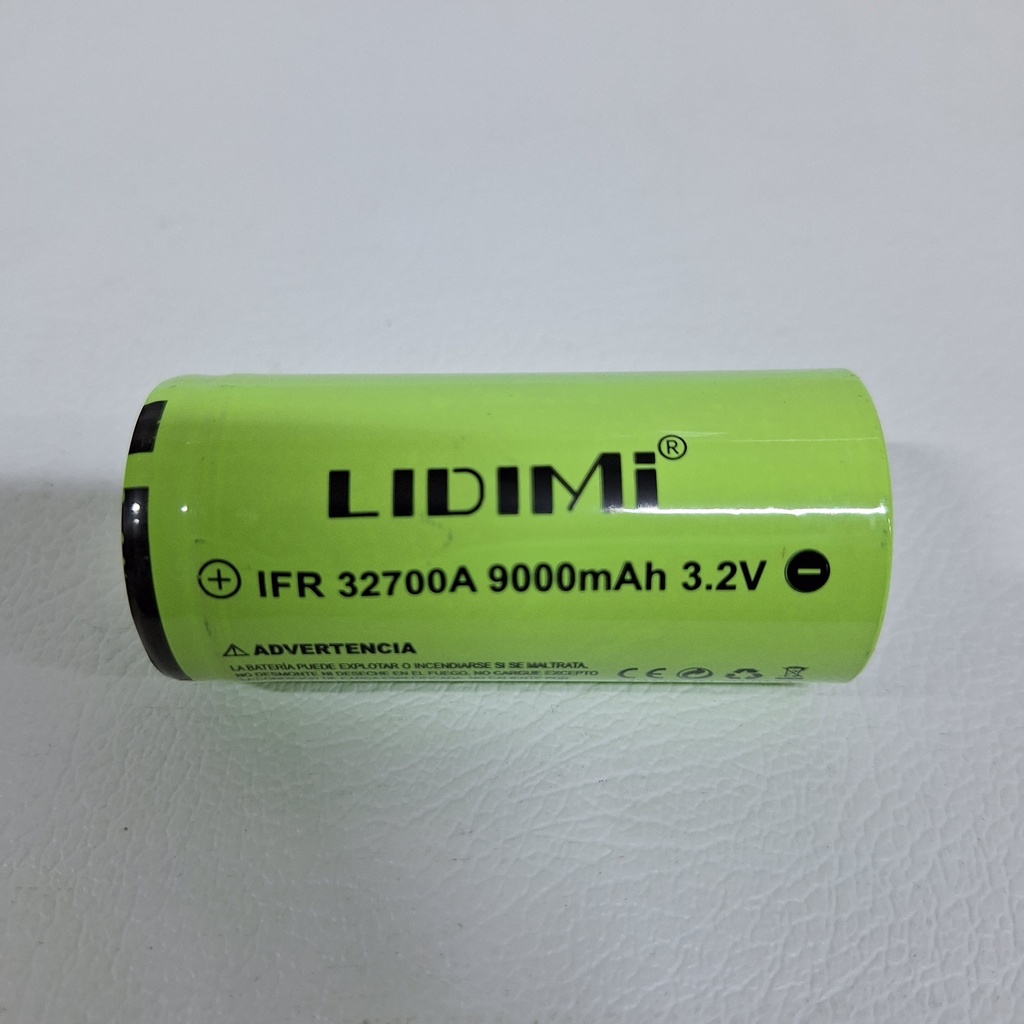 LIDIMi®
+ IFR 32700A 9000mAh 3.2V -
⚠ ADVERTENCIA
LA BATERÍA PUEDE EXPLOTAR O INCENDIARSE SI SE MALTRATA.
NO DESMONTE NI DESECHE EN EL FUEGO. NO CARGUE EXCEPTO
CE